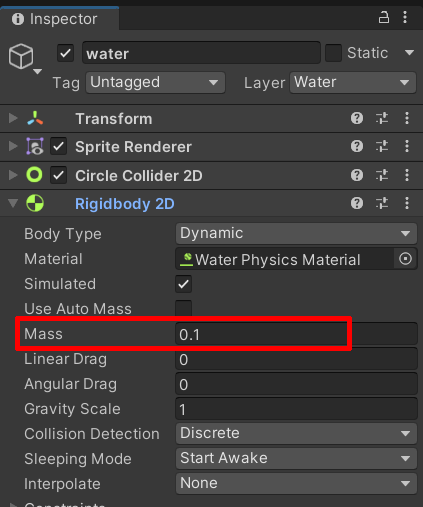 Inspector
water
Static
Tag Untagged Layer Water
Transform
Sprite Renderer
Circle Collider 2D
Rigidbody 2D
Body Type Dynamic
Material Water Physics Material
Simulated
Use Auto Mass
Mass 0.1
Linear Drag 0
Angular Drag 0
Gravity Scale 1
Collision Detection Discrete
Sleeping Mode Start Awake
Interpolate None
Constraints